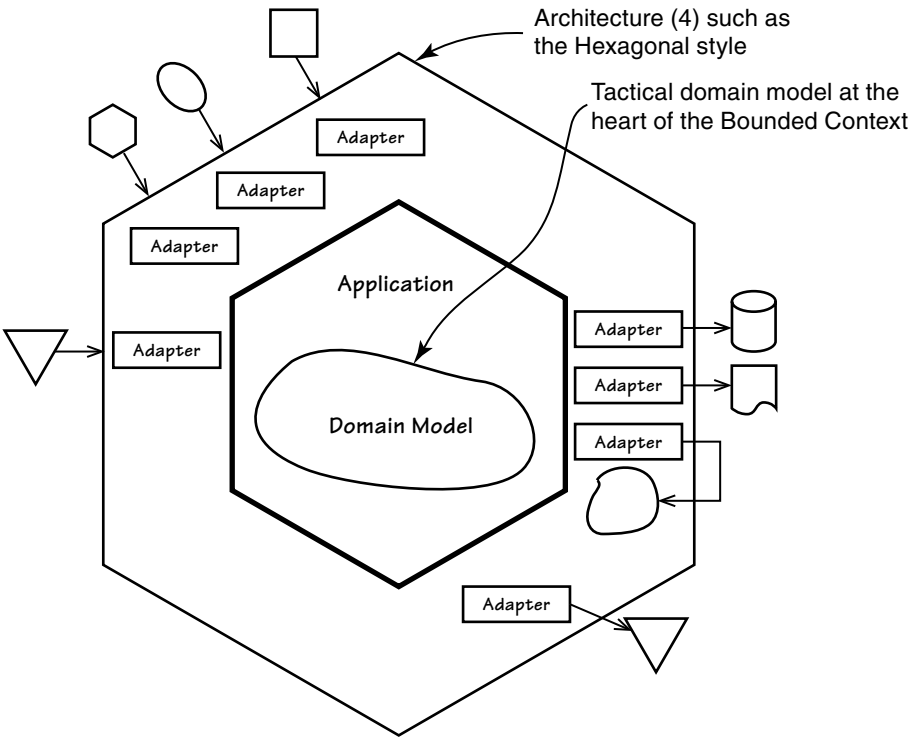 Architecture (4) such as
the Hexagonal style
Tactical domain model at the
heart of the Bounded Context
Adapter
Adapter
Adapter
Application
Adapter
Adapter
Adapter
Domain Model
Adapter
Adapter